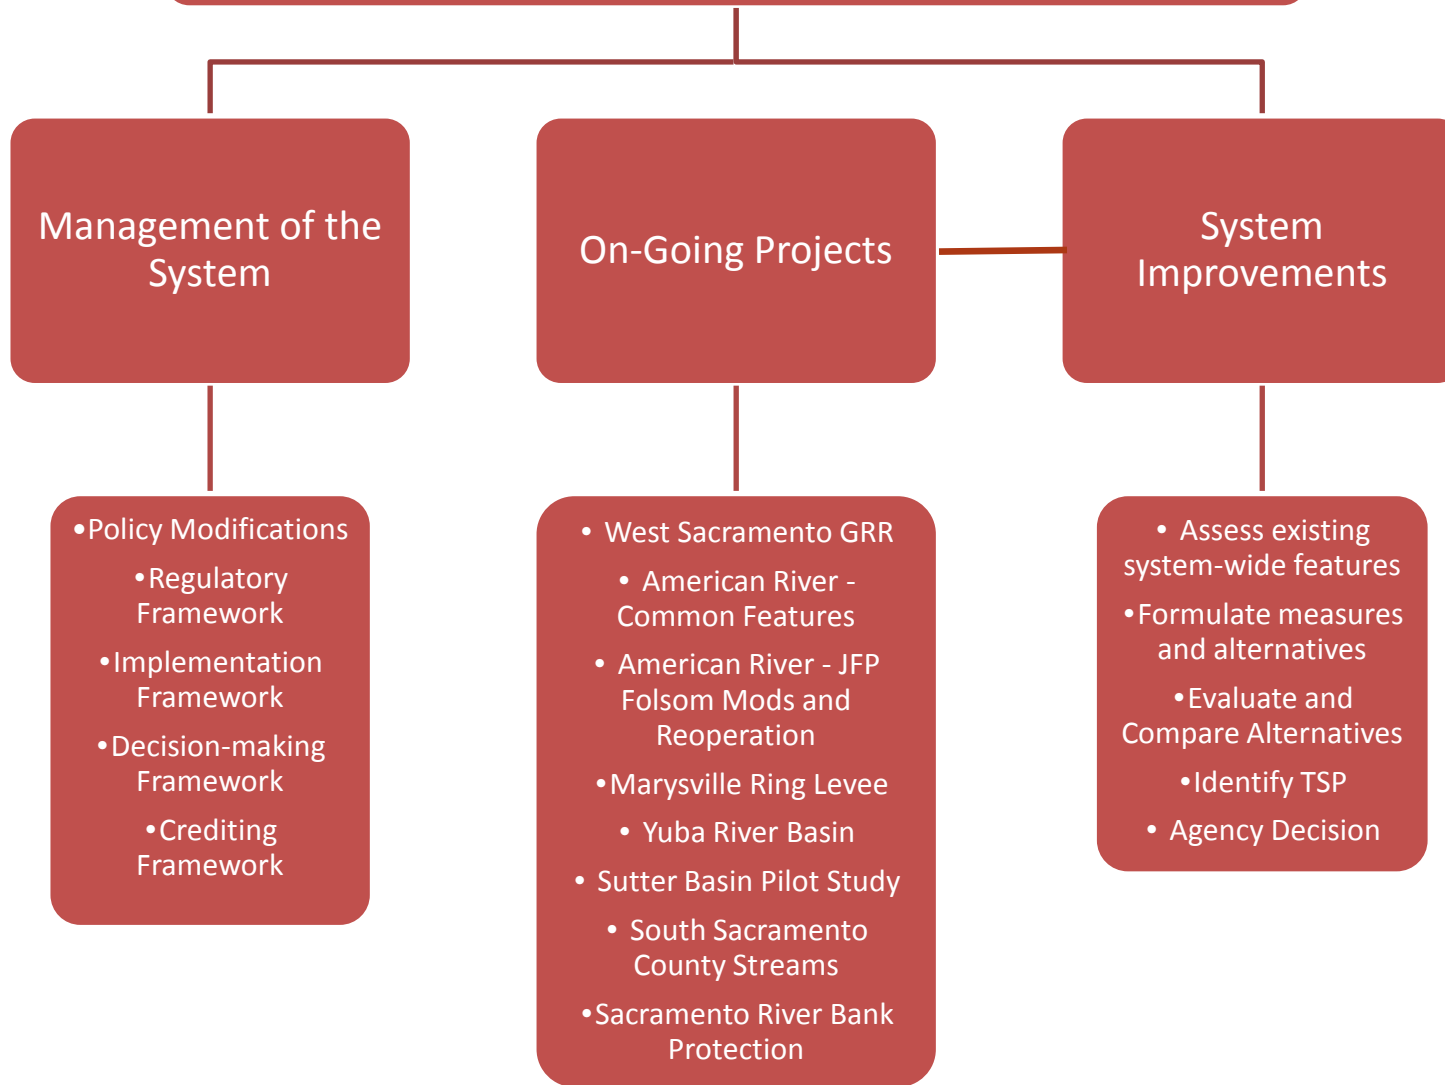 Management of the
System
On-Going Projects
System
Improvements
•Policy Modifications
•Regulatory
Framework
•Implementation
Framework
•Decision-making
Framework
•Crediting
Framework
• West Sacramento GRR
• American River -
Common Features
• American River - JFP
Folsom Mods and
Reoperation
•Marysville Ring Levee
• Yuba River Basin
• Sutter Basin Pilot Study
• South Sacramento
County Streams
•Sacramento River Bank
Protection
• Assess existing
system-wide features
•Formulate measures
and alternatives
•Evaluate and
Compare Alternatives
•Identify TSP
• Agency Decision